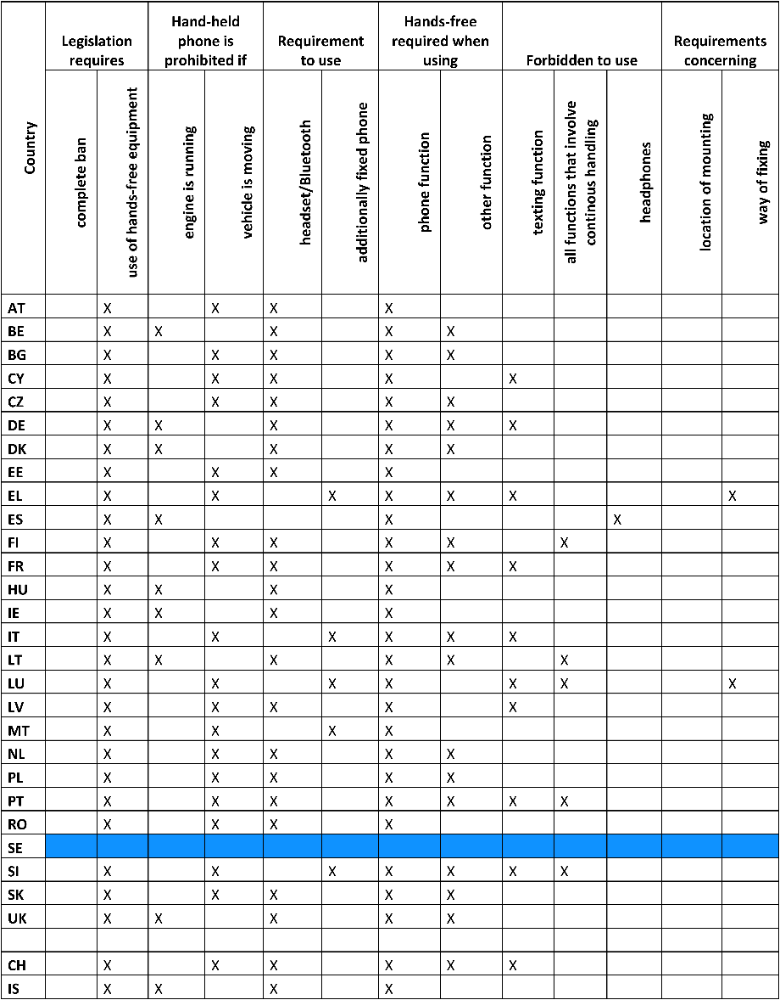 Legislation requires
Hand-held phone is prohibited if
Requirement to use
Hands-free required when using
Forbidden to use
Requirements concerning
Country
complete ban
use of hands-free equipment
engine is running
vehicle is moving
headset/Bluetooth
additionally fixed phone
phone function
other function
texting function
all functions that involve
continous handling
headphones
location of mounting
way of fixing
AT X X X X
BE X X X X X
BG X X X X X
CY X X X X X
CZ X X X X X
DE X X X X X X
DK X X X X X
EE X X X X
EL X X X X X X X
ES X X X X
FI X X X X X X
FR X X X X X X
HU X X X X
IE X X X X
IT X X X X X X
LT X X X X X X
LU X X X X X X X
LV X X X X X
MT X X X X
NL X X X X X
PL X X X X X
PT X X X X X X X
RO X X X X
SE
SI X X X X X X X
SK X X X X X
UK X X X X X
CH X X X X X X
IS X X X X